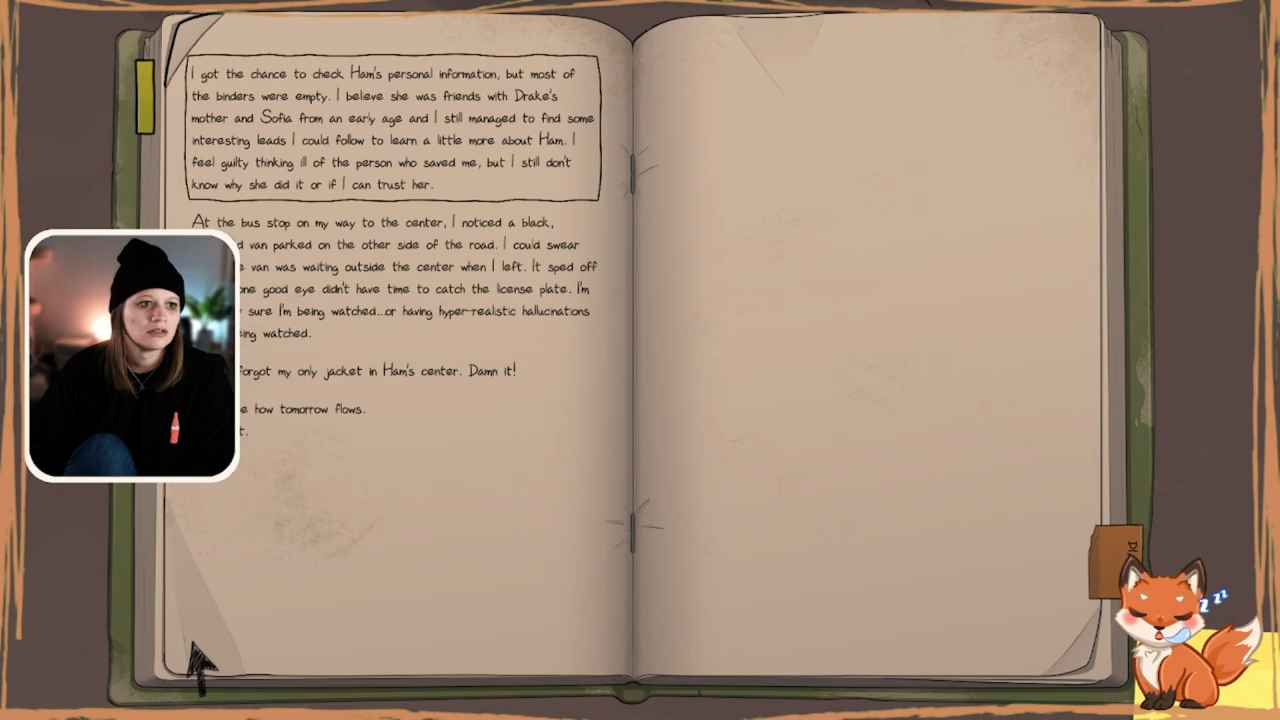 I got the chance to check Ham's personal information, but most of
the binders were empty. I believe she was friends with Drake's
mother and Sofia from an early age and I still managed to find some
interesting leads I could follow to learn a little more about Ham. I
feel guilty thinking ill of the person who saved me, but I still don't
know why she did it or if I can trust her.
At the bus stop on my way to the center, I noticed a black,
van parked on the other side of the road. I could swear
van was waiting outside the center when I left. It sped off
one good eye didn't have time to catch the license plate. I'm
sure I'm being watched...or having hyper-realistic hallucinations
watched.
forgot my only jacket in Ham's center. Damn it!
how tomorrow flows.
z z z